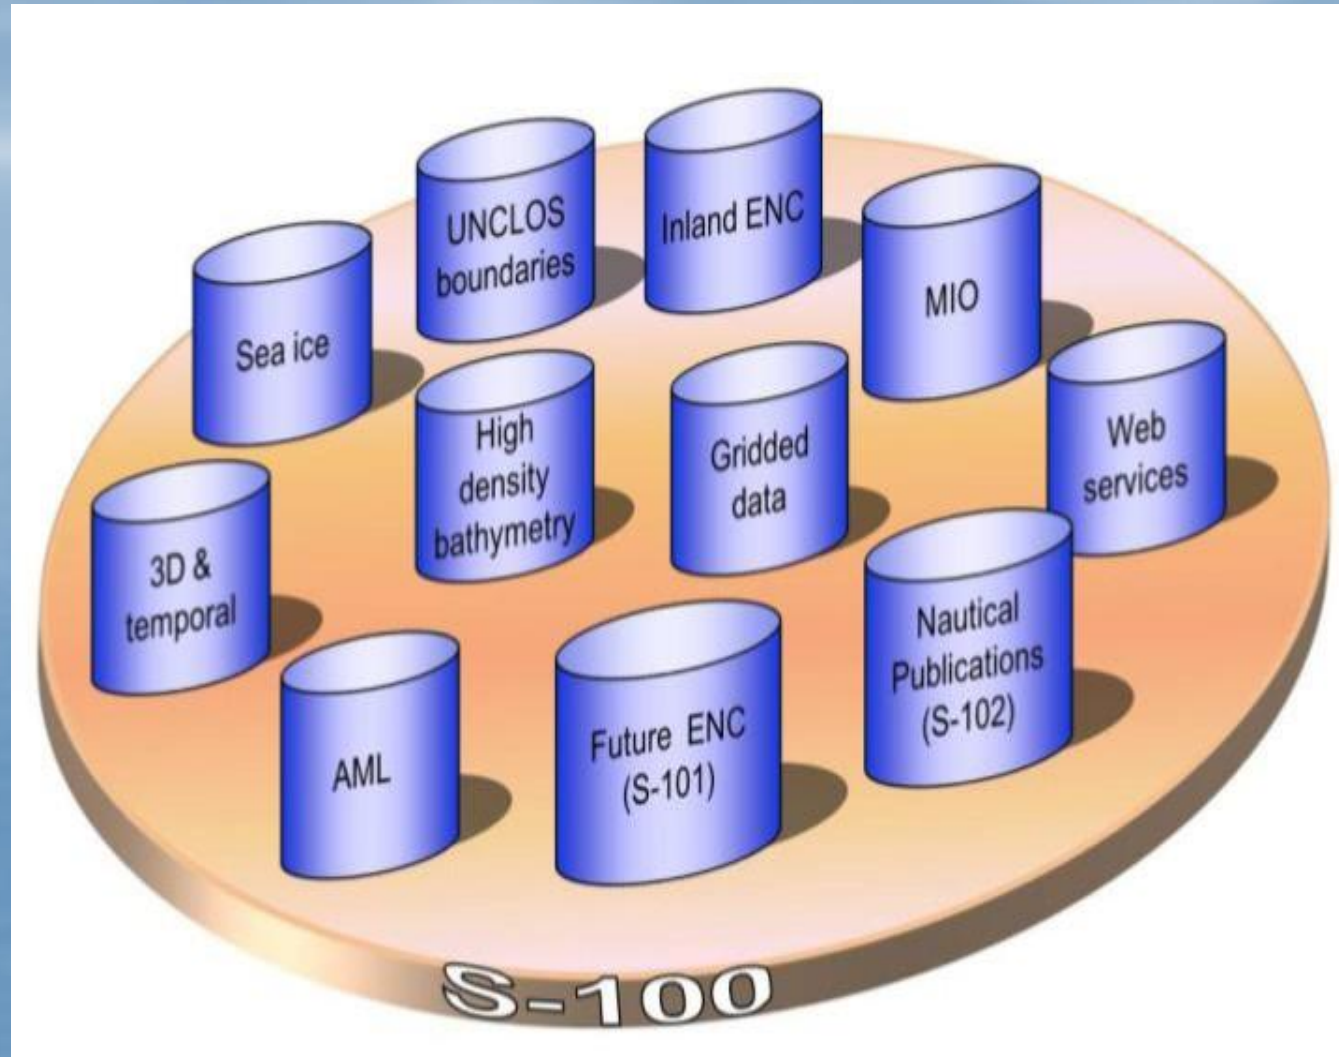 UNCLOS
boundaries
Inland ENC
MIO
Sea ice
High
density
bathymetry
Gridded
data
Web
services
3D &
temporal
Nautical
Publications
(S-102)
AML
Future ENC
(S-101)
S-100